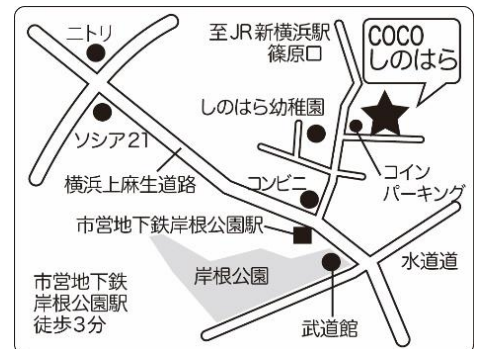 ニトリ
至JR新横浜駅
篠原口
COCO
しのはら
しのはら幼稚園
ソシア21
横浜上麻生道路
コンビニ
コイン
パーキング
市営地下鉄岸根公園駅
岸根公園
水道道
市営地下鉄
岸根公園駅
徒歩3分
武道館